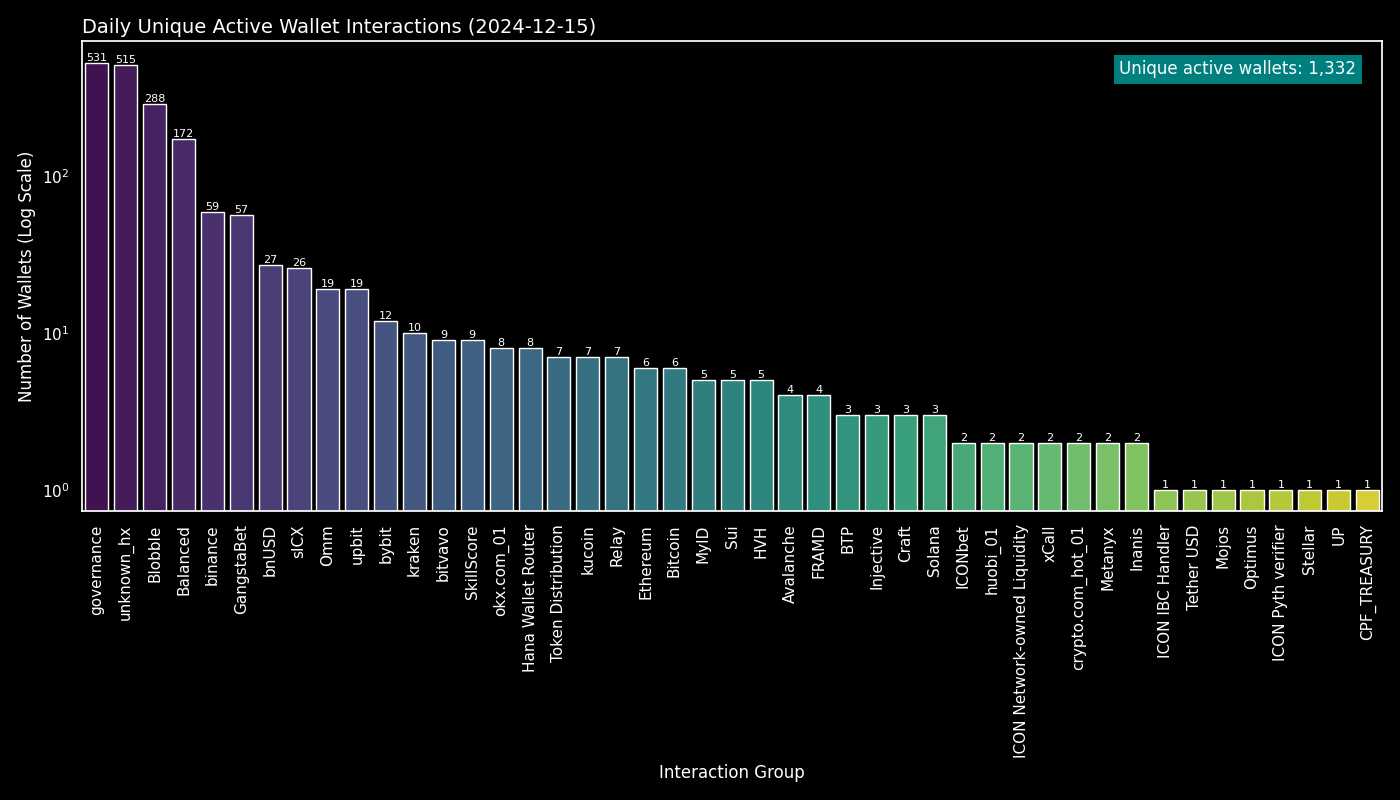 Daily Unique Active Wallet Interactions (2024-12-15)
Unique active wallets: 1,332
Number of Wallets (Log Scale)
10²
10¹
10⁰
531
515
288
172
59
57
27
26
19
19
12
10
9
9
8
8
7
7
7
6
6
5
5
5
4
4
3
3
3
3
2
2
2
2
2
2
2
1
1
1
1
1
1
1
1
governance
unknown_hx
Blobble
Balanced
binance
GangstaBet
bnUSD
sICX
Omm
upbit
bybit
kraken
bitvavo
SkillScore
okx.com_01
Hana Wallet Router
Token Distribution
kucoin
Relay
Ethereum
Bitcoin
MyID
Sui
HVH
Avalanche
FRAMD
BTP
Injective
Craft
Solana
ICONbet
huobi_01
ICON Network-owned Liquidity
xCall
crypto.com_hot_01
Metanyx
Inanis
ICON IBC Handler
Tether USD
Mojos
Optimus
ICON Pyth verifier
Stellar
UP
CPF_TREASURY
Interaction Group